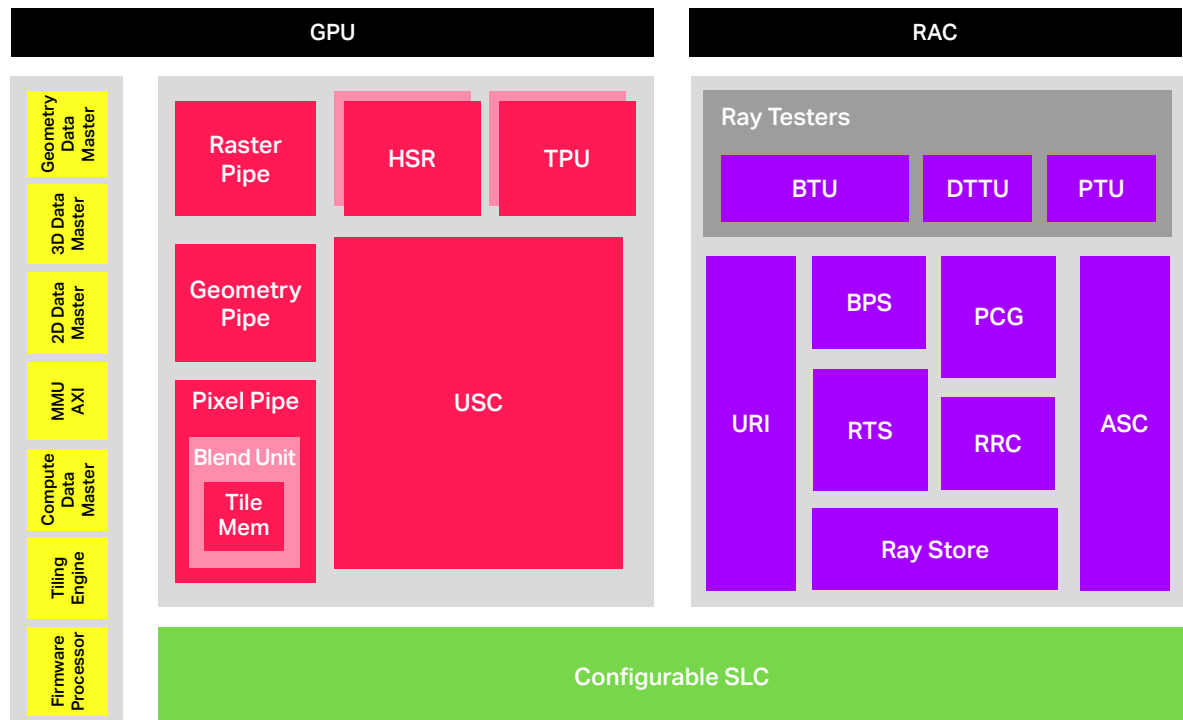 GPU
RAC
Geometry
Data
Master
3D Data
Master
2D Data
Master
MMU
AXI
Compute
Data
Master
Tiling
Engine
Firmware
Processor
Raster
Pipe
HSR
TPU
Geometry
Pipe
Pixel Pipe
Blend Unit
Tile
Mem
USC
Ray Testers
BTU
DTTU
PTU
URI
BPS
PCG
RTS
RRC
ASC
Ray Store
Configurable SLC